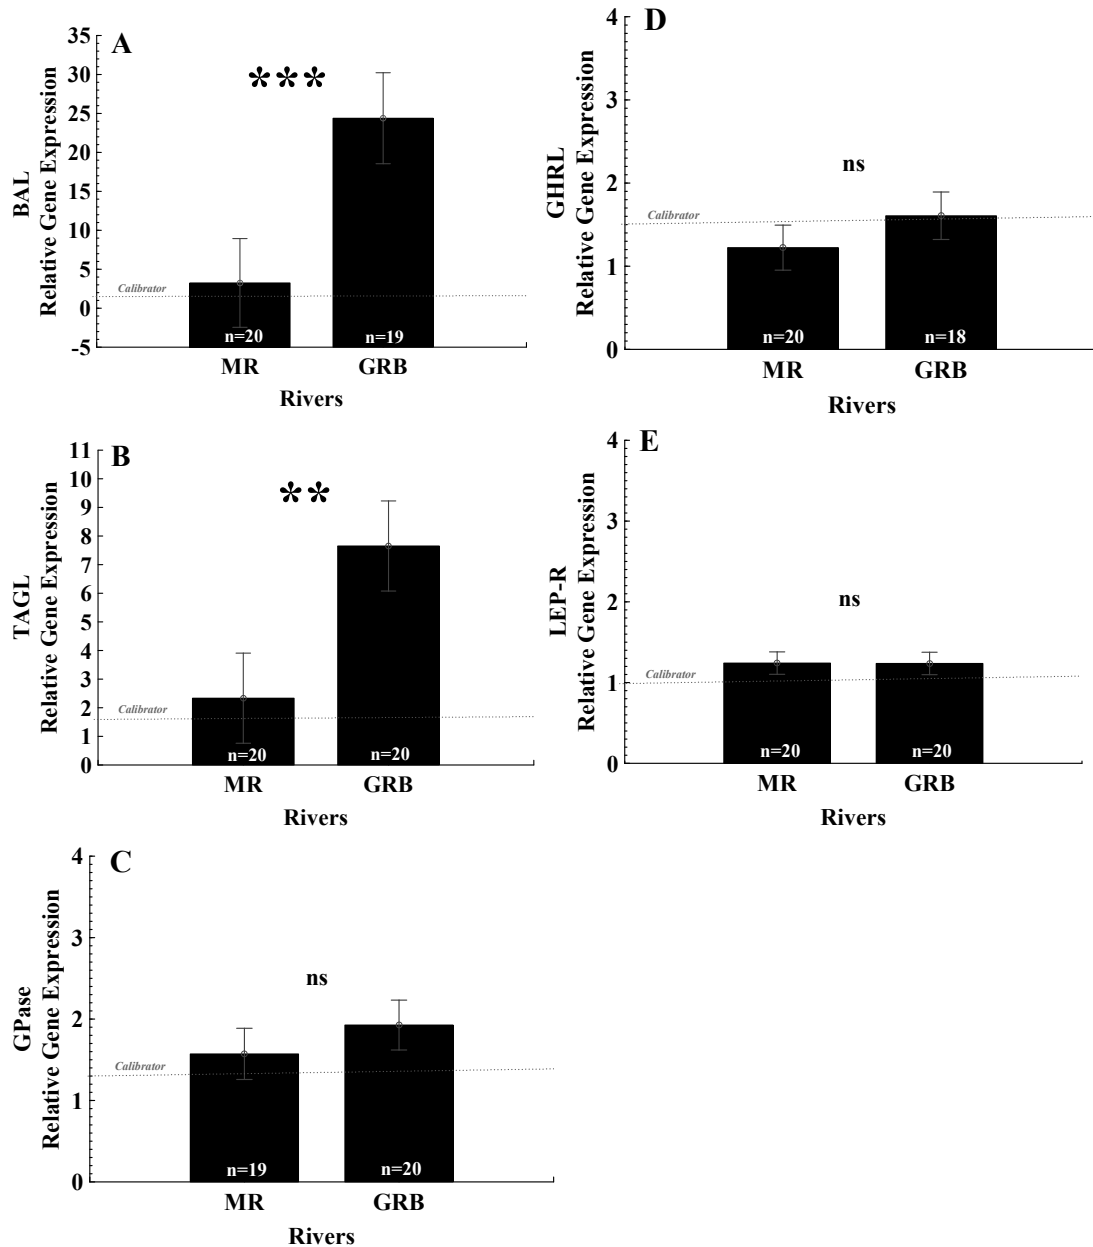 A
BAL
Relative Gene Expression
35
30
25
20
15
10
5
0
-5
***
Calibrator
n=20
n=19
MR
GRB
Rivers
B
TAGL
Relative Gene Expression
11
10
9
8
7
6
5
4
3
2
1
0
**
Calibrator
n=20
n=20
MR
GRB
Rivers
C
GPase
Relative Gene Expression
4
3
2
1
0
ns
Calibrator
n=19
n=20
MR
GRB
Rivers
D
GHRL
Relative Gene Expression
4
3
2
1
0
ns
Calibrator
n=20
n=18
MR
GRB
Rivers
E
LEP-R
Relative Gene Expression
4
3
2
1
0
ns
Calibrator
n=20
n=20
MR
GRB
Rivers